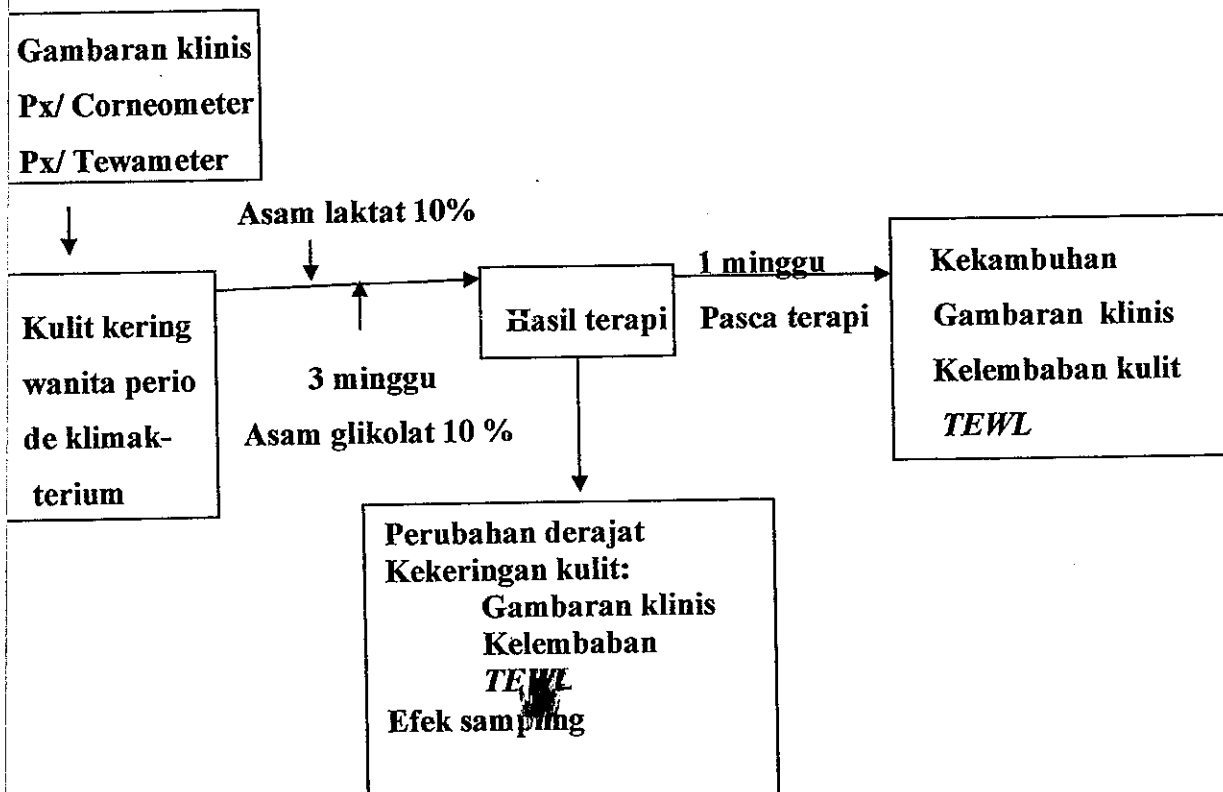 Gambaran klinis
Px/ Corneometer
Px/ Tewameter
Asam laktat 10%
Kulit kering
wanita perio
de klimak-
terium
3 minggu
Asam glikolat 10 %
Hasil terapi
1 minggu
Pasca terapi
Kekambuhan
Gambaran klinis
Kelembaban kulit
TEWL
Perubahan derajat
Kekeringan kulit:
Gambaran klinis
Kelembaban
TEWL
Efek samping